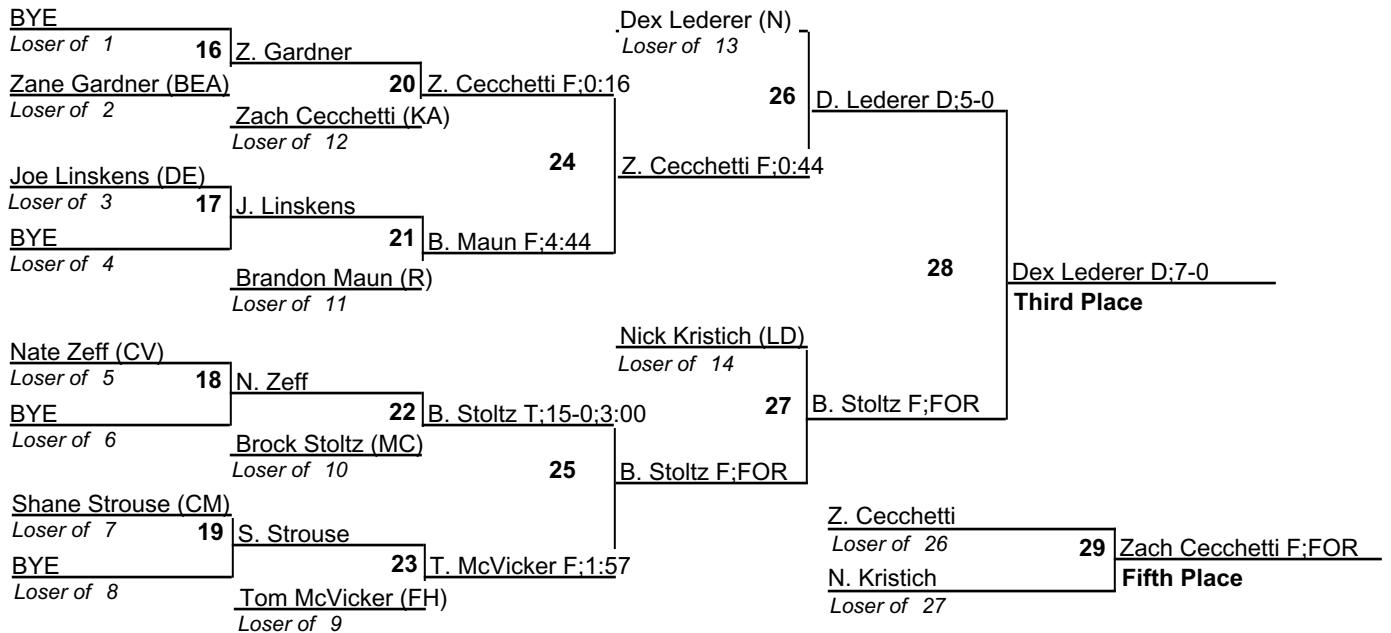 BYE
Loser of 1
16
Z. Gardner
Zane Gardner (BEA)
Loser of 2
20
Z. Cecchetti F;0:16
Zach Cecchetti (KA)
Loser of 12
Joe Linskens (DE)
Loser of 3
17
J. Linskens
BYE
Loser of 4
21
B. Maun F;4:44
Brandon Maun (R)
Loser of 11
24
Z. Cecchetti F;0:44
Dex Lederer (N)
Loser of 13
26
D. Lederer D;5-0
Nate Zeff (CV)
Loser of 5
18
N. Zeff
BYE
Loser of 6
22
B. Stoltz T;15-0;3:00
Brock Stoltz (MC)
Loser of 10
Shane Strouse (CM)
Loser of 7
19
S. Strouse
BYE
Loser of 8
23
T. McVicker F;1:57
Tom McVicker (FH)
Loser of 9
25
B. Stoltz F;FOR
Nick Kristich (LD)
Loser of 14
27
B. Stoltz F;FOR
28
Dex Lederer D;7-0
Third Place
Z. Cecchetti
Loser of 26
29
Zach Cecchetti F;FOR
N. Kristich
Fifth Place
Loser of 27